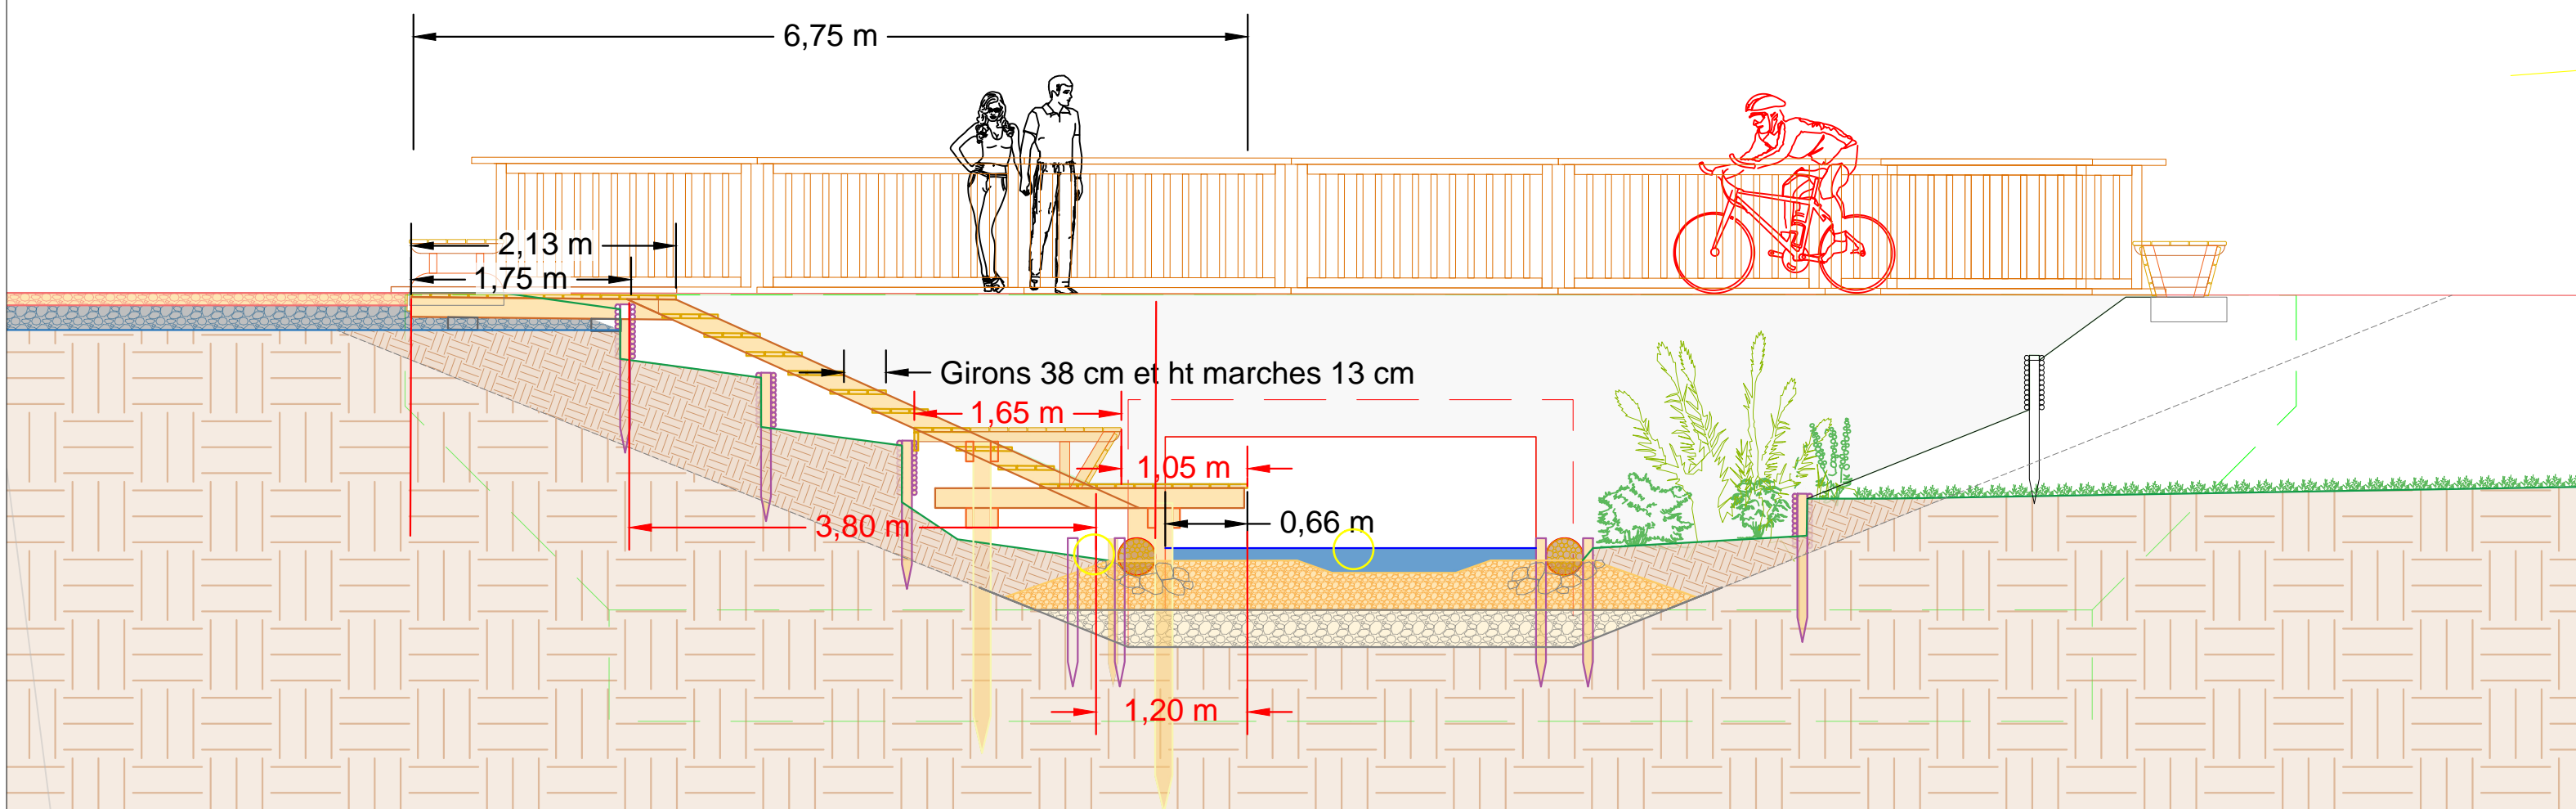 6,75 m
2,13 m
1,75 m
Girons 38 cm et ht marches 13 cm
1,65 m
1,05 m
3,80 m
0,66 m
1,20 m